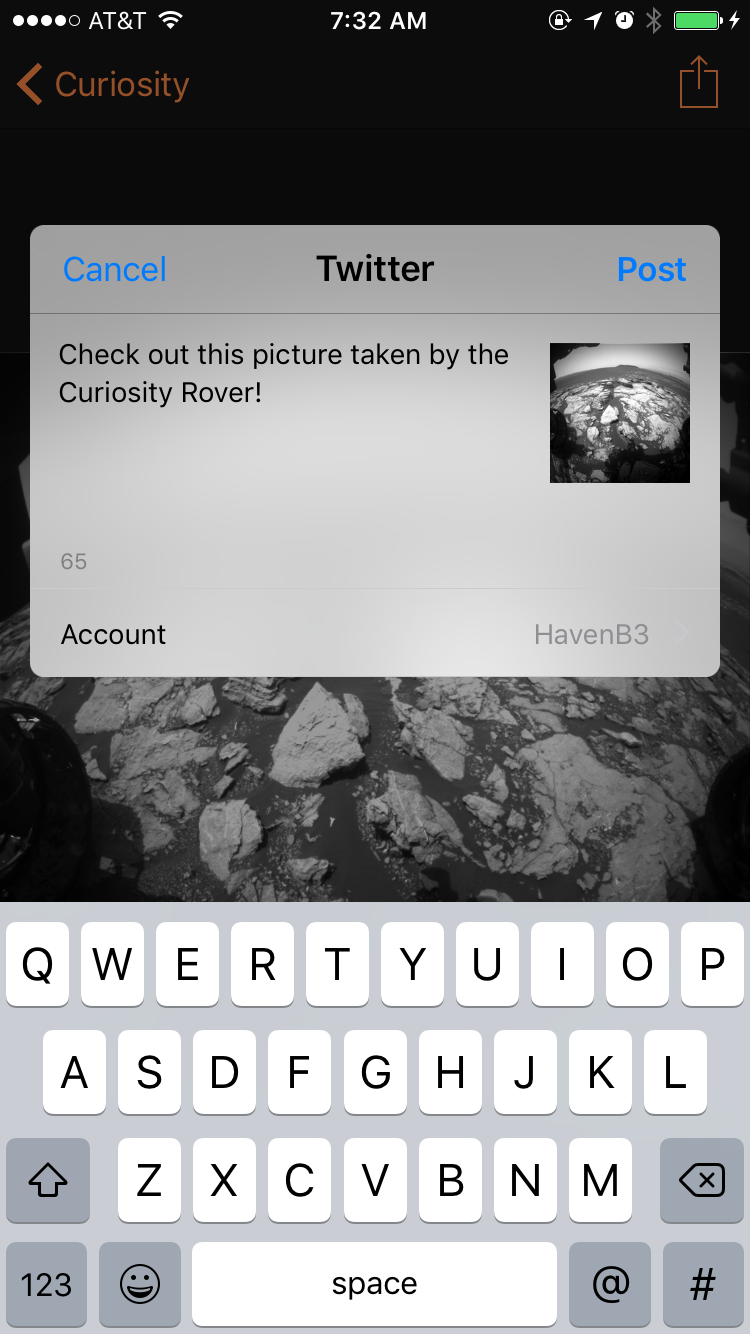 AT&T 7:32 AM
Curiosity
Cancel Twitter Post
Check out this picture taken by the
Curiosity Rover!
65
Account HavenB3
Q W E R T Y U I O P
A S D F G H J K L
Z X C V B N M
123 space @ #